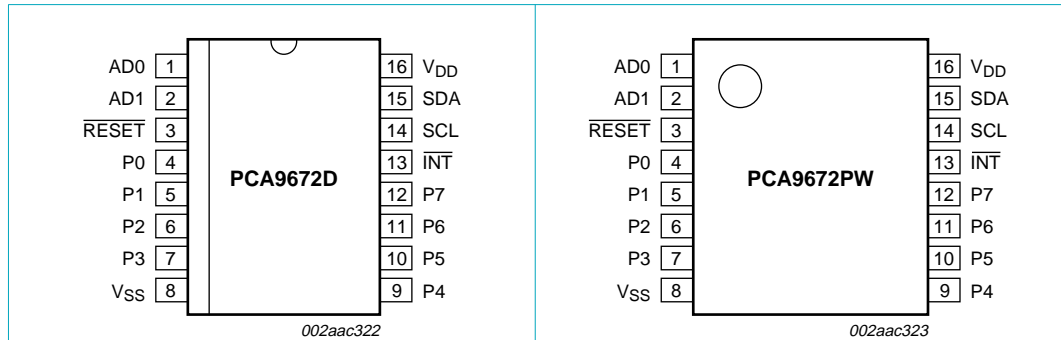 AD0 1 16 VDD
AD1 2 15 SDA
RESET 3 14 SCL
P0 4 13 INT
P1 5 PCA9672D 12 P7
P2 6 11 P6
P3 7 10 P5
VSS 8 9 P4
002aac322
AD0 1 16 VDD
AD1 2 15 SDA
RESET 3 14 SCL
P0 4 13 INT
P1 5 PCA9672PW 12 P7
P2 6 11 P6
P3 7 10 P5
VSS 8 9 P4
002aac323